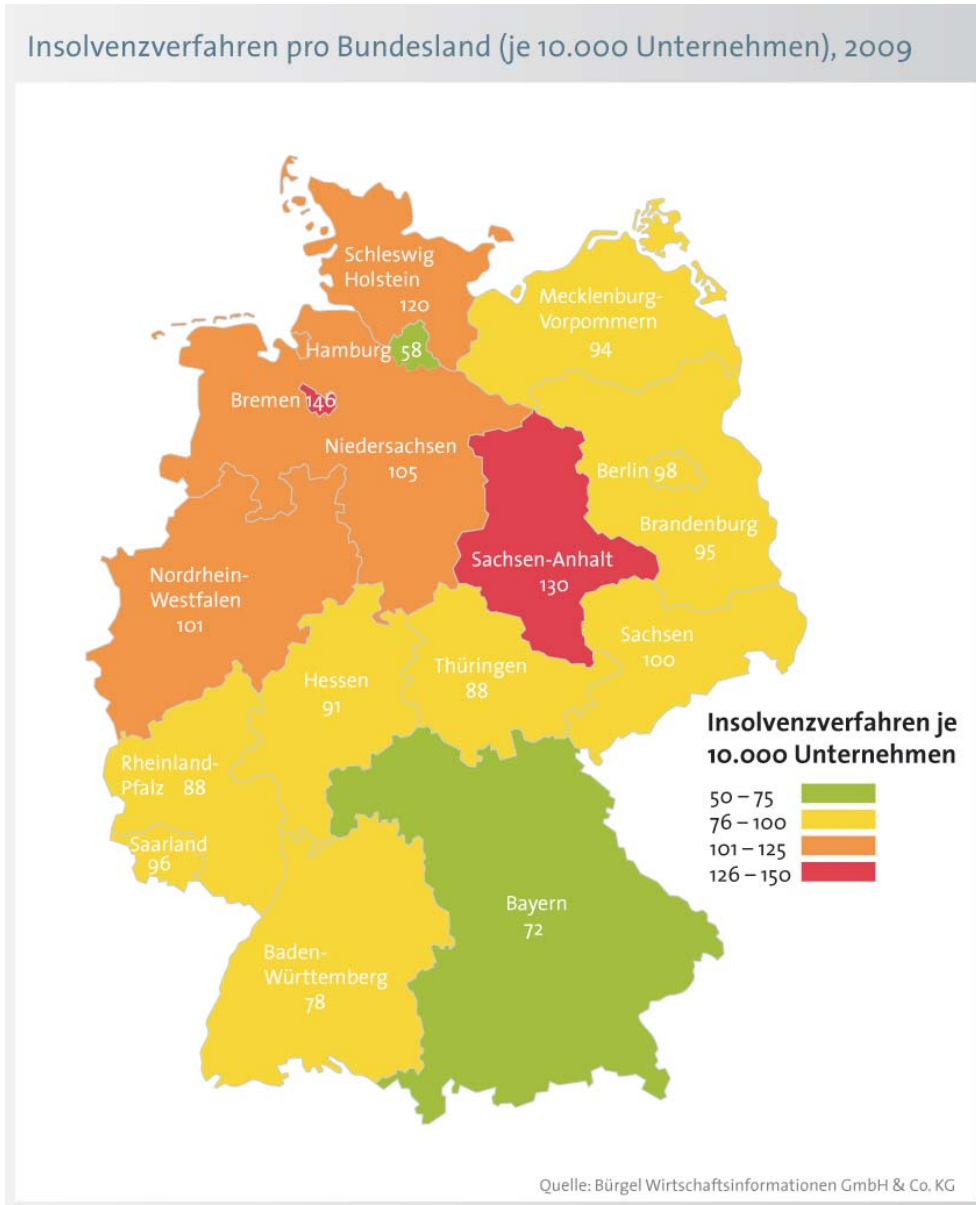 Insolvenzverfahren pro Bundesland (je 10.000 Unternehmen), 2009
Schleswig
Holstein
120
Mecklenburg-
Vorpommern
94
Hamburg 58
Bremen 146
Niedersachsen
105
Berlin 98
Brandenburg
95
Sachsen-Anhalt
130
Nordrhein-
Westfalen
101
Sachsen
100
Thüringen
88
Hessen
91
Rheinland-
Pfalz 88
Saarland
96
Bayern
72
Baden-
Württemberg
78
Insolvenzverfahren je
10.000 Unternehmen
50 – 75
76 – 100
101 – 125
126 – 150
Quelle: Bürgel Wirtschaftsinformationen GmbH & Co. KG